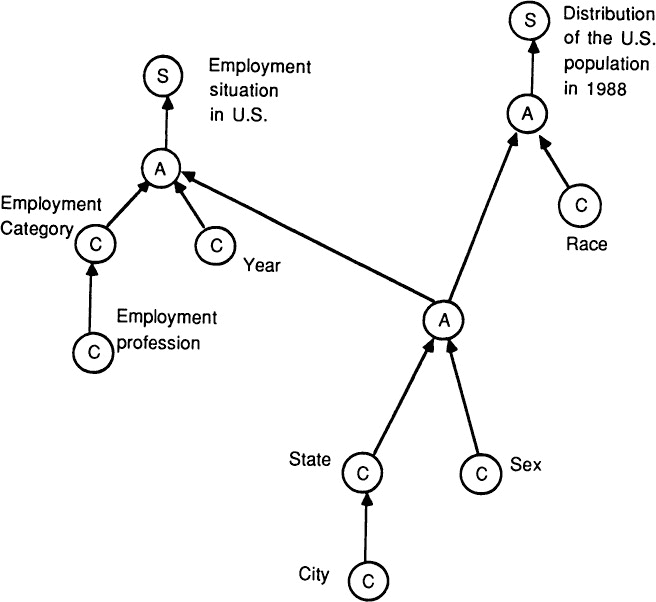 S
Distribution
of the U.S.
population
in 1988
S
Employment
situation
in U.S.
A
A
Employment
Category
C
C
Year
C
Race
Employment
profession
C
A
State
C
C
Sex
City
C